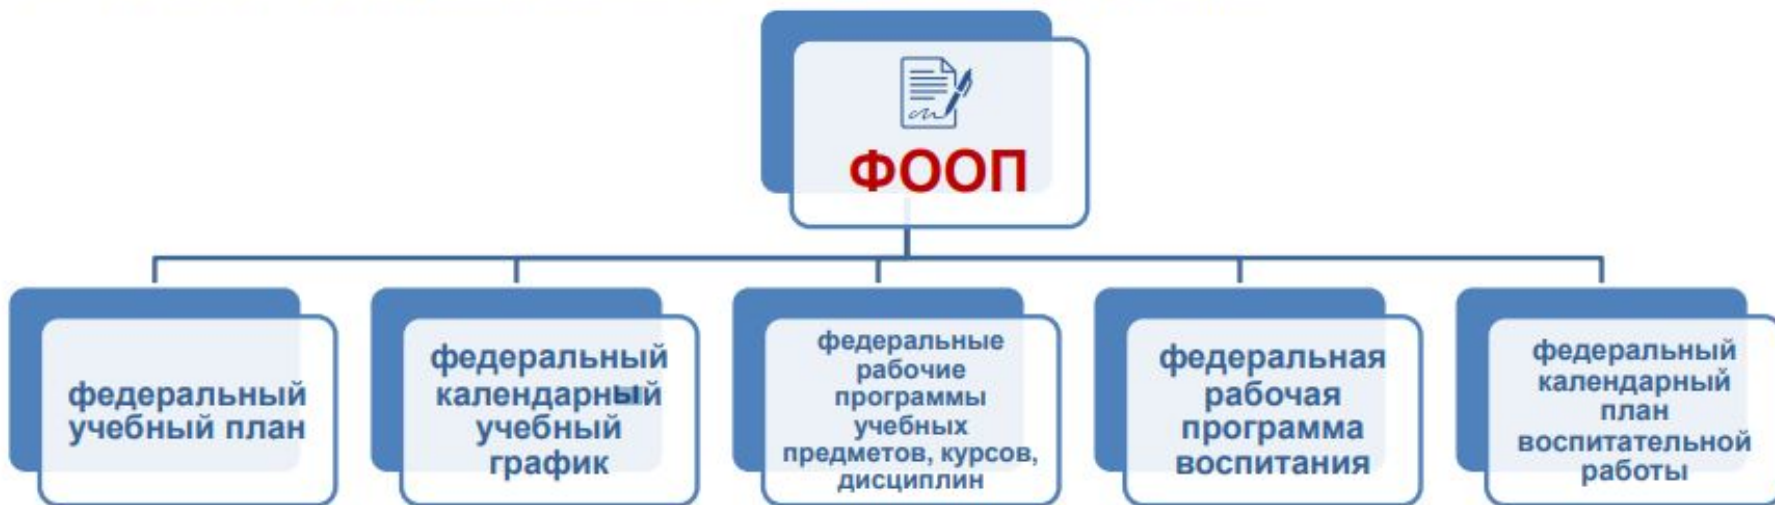 ФООП
федеральный
учебный план
федеральный
календарный
учебный
график
федеральные
рабочие
программы
учебных
предметов, курсов,
дисциплин
федеральная
рабочая
программа
воспитания
федеральный
календарный
план
воспитательной
работы